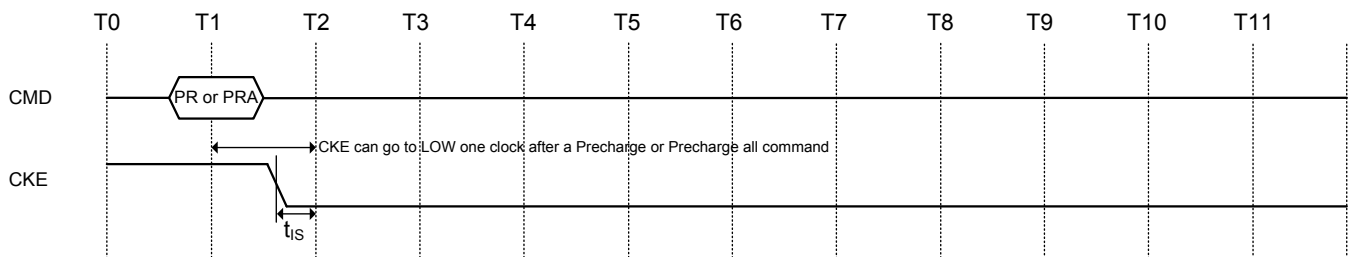 T0 T1 T2 T3 T4 T5 T6 T7 T8 T9 T10 T11
CMD PR or PRA
CKE can go to LOW one clock after a Precharge or Precharge all command
CKE
tIS